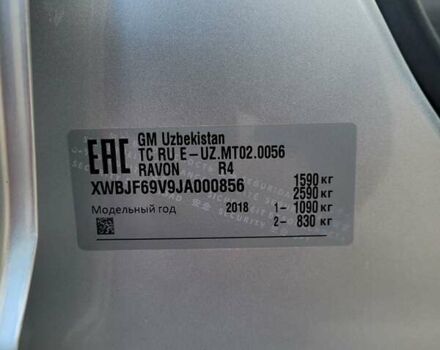 EAC
GM Uzbekistan
TC RU E-UZ.MT02.0056
RAVON R4
XWBJF69V9JA000856 1590 кг
2590 кг
Модельный год 2018 1- 1090 кг
2- 830 кг